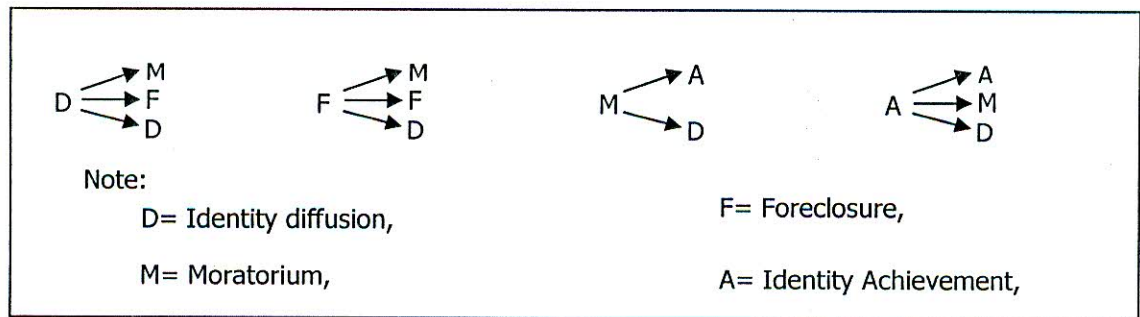 M M A A
D F F F M A M
D D D D
Note:
D= Identity diffusion, F= Foreclosure,
M= Moratorium, A= Identity Achievement,